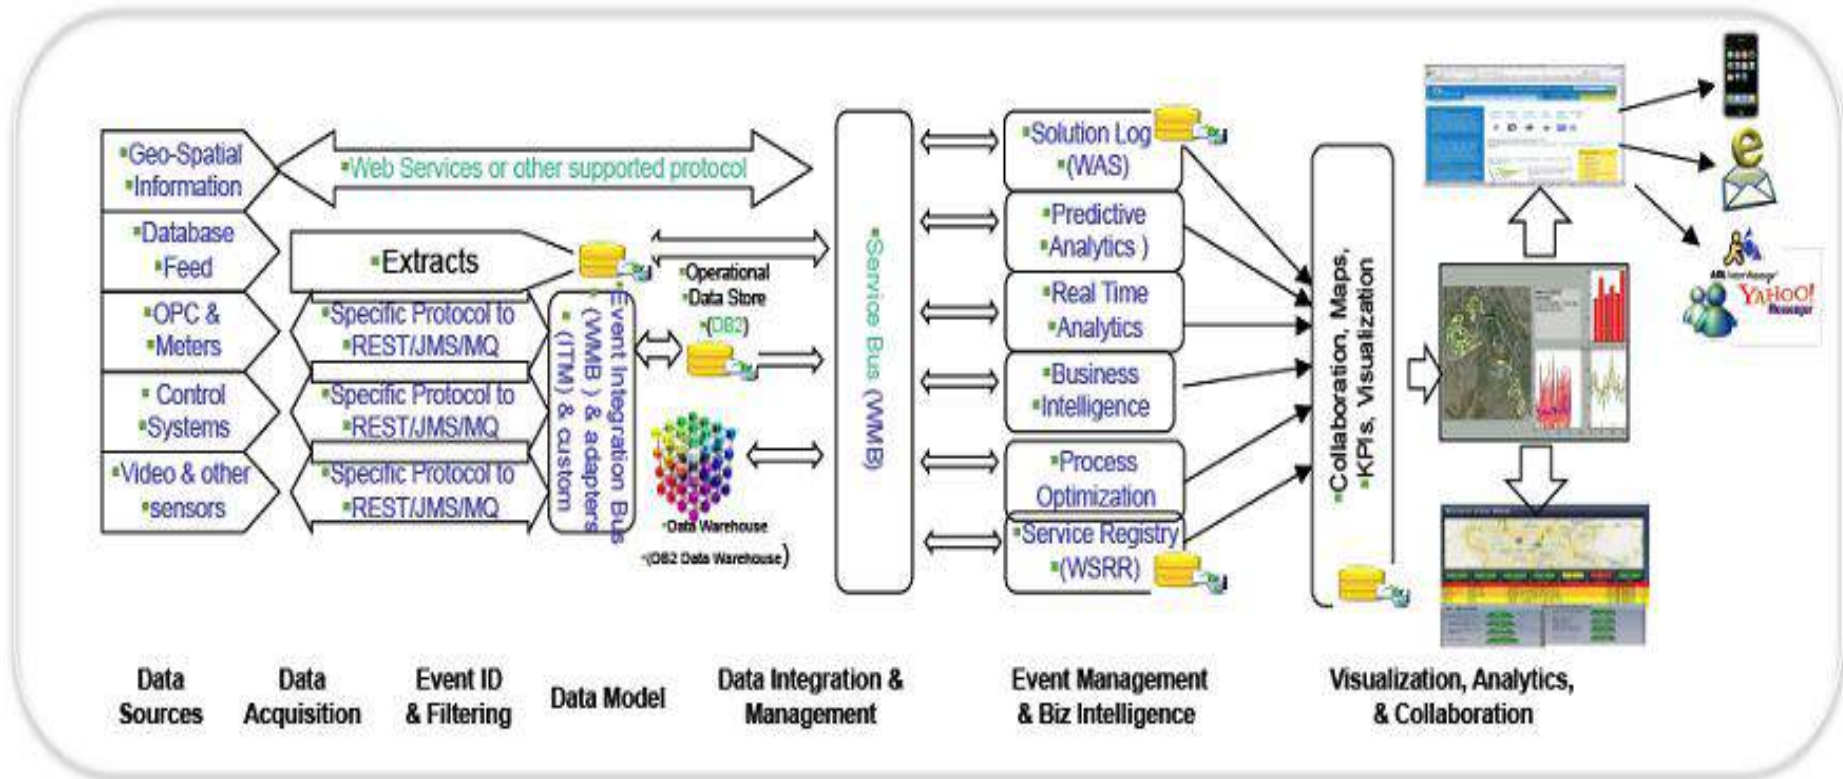 Geo-Spatial
Information
Database
Feed
OPC &
Meters
Control
Systems
Video & other
sensors
Web Services or other supported protocol
Extracts
Specific Protocol to
REST/JMS/MQ
Specific Protocol to
REST/JMS/MQ
Specific Protocol to
REST/JMS/MQ
Event Integration Bus
(WMB ) & adapters
(ITM) & custom
Operational
Data Store
(DB2)
Data Warehouse
(DB2 Data Warehouse)
Service Bus (WMB)
Solution Log
(WAS)
Predictive
Analytics )
Real Time
Analytics
Business
Intelligence
Process
Optimization
Service Registry
(WSRR)
Collaboration, Maps,
KPIs, Visualization
e
YAHOO!
Messenger
Data
Sources
Data
Acquisition
Event ID
& Filtering
Data Model
Data Integration &
Management
Event Management
& Biz Intelligence
Visualization, Analytics,
& Collaboration